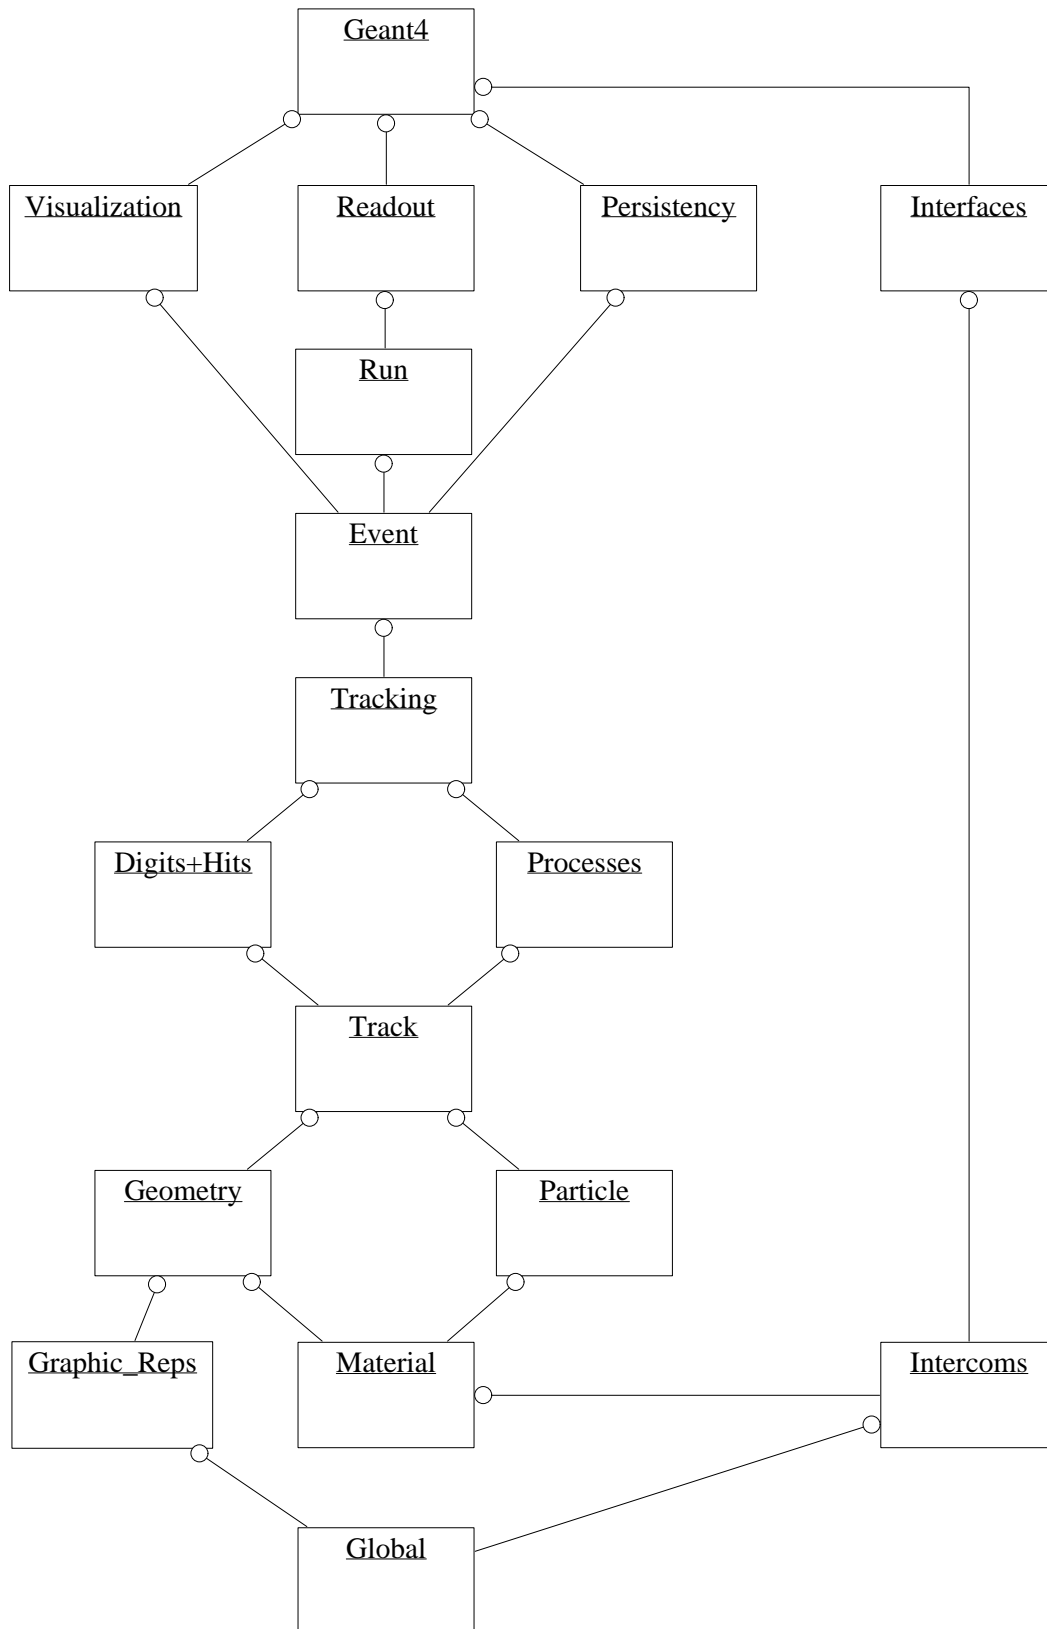 Geant4
Visualization
Readout
Persistency
Interfaces
Run
Event
Tracking
Digits+Hits
Processes
Track
Geometry
Particle
Graphic_Reps
Material
Intercoms
Global